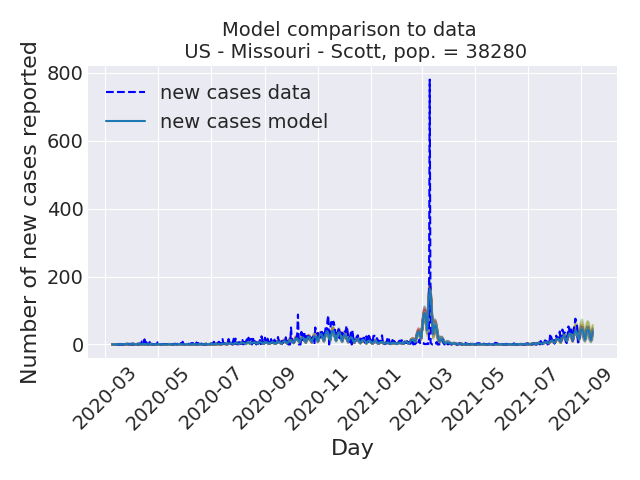 Model comparison to data
US - Missouri - Scott, pop. = 38280
Number of new cases reported
800
600
400
200
0
new cases data
new cases model
2020-03
2020-05
2020-07
2020-09
2020-11
2021-01
2021-03
2021-05
2021-07
2021-09
Day